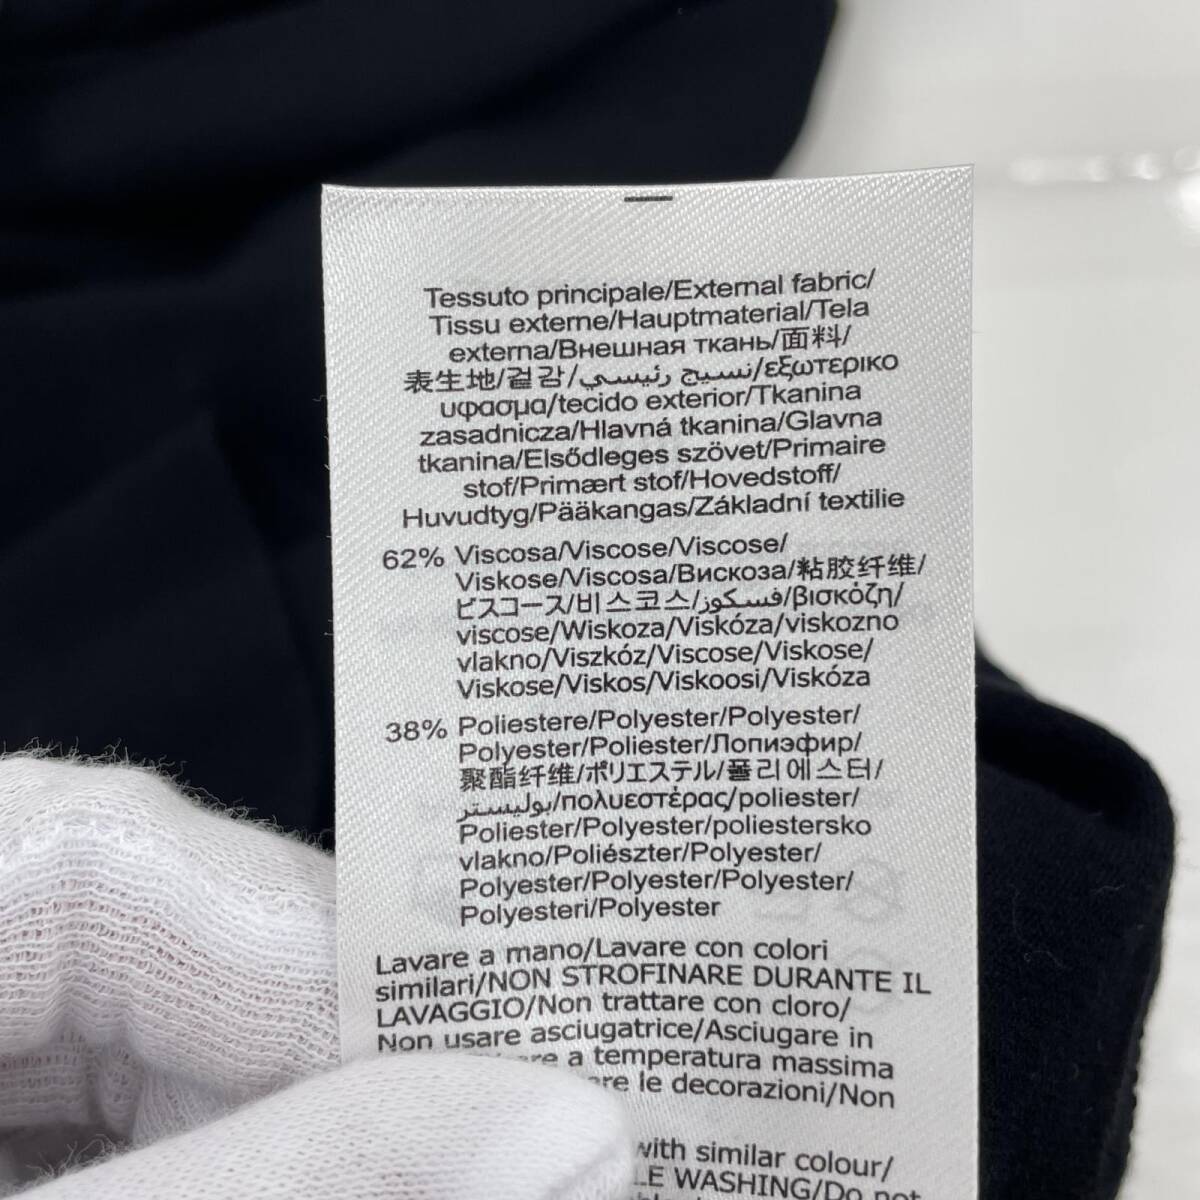 Tessuto principale/External fabric/
Tissu externe/Hauptmaterial/Tela
externa/Внешная ткань/面料/
表生地/겉감/نسيج رئيسي/εξωτερικο
υφασμα/tecido exterior/Tkanina
zasadnicza/Hlavná tkanina/Glavna
tkanina/Elsődleges szövet/Primaire
stof/Primært stof/Hovedstoff/
Huvudtyg/Pääkangas/Základní textilie
62% Viscosa/Viscose/Viscose/
Viskose/Viscosa/Вискоза/粘胶纤维/
ビスコース/비스코스/فسكوز/βισκόζη/
viscose/Wiskoza/Viskóza/viskozno
vlakno/Viszkóz/Viscose/Viskose/
Viskose/Viskos/Viskoosi/Viskóza
38% Poliestere/Polyester/Polyester/
Polyester/Poliester/Лопиэфир/
聚酯纤维/ポリエステル/폴리에스터/
بوليستر/πολυεστέρας/poliester/
Poliester/Polyester/poliestersko
vlakno/Poliészter/Polyester/
Polyester/Polyester/Polyester/
Polyesteri/Polyester
Lavare a mano/Lavare con colori
similari/NON STROFINARE DURANTE IL
LAVAGGIO/Non trattare con cloro/
Non usare asciugatrice/Asciugare in
a temperatura massima
le decorazioni/Non
with similar colour/
WASHING/Do not